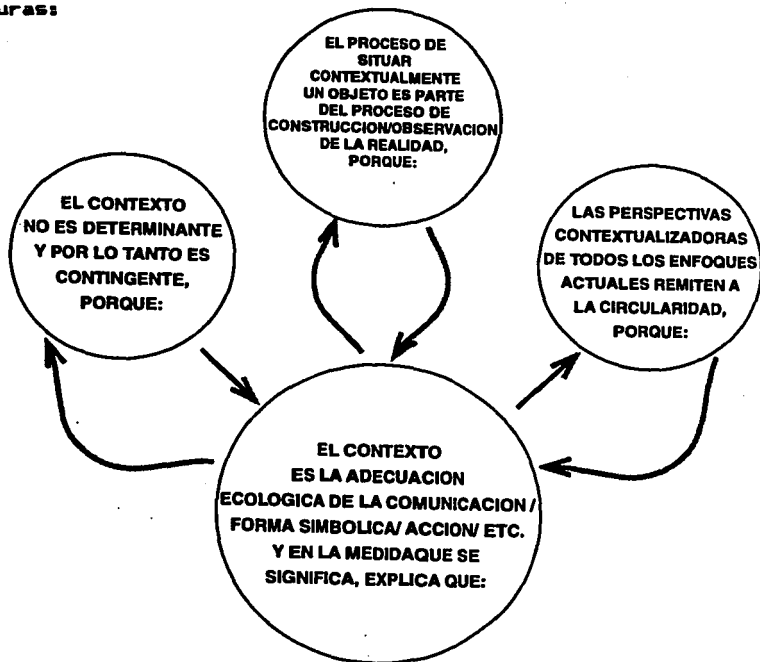 uras:
EL PROCESO DE
SITUAR
CONTEXTUALMENTE
UN OBJETO ES PARTE
DEL PROCESO DE
CONSTRUCCION/OBSERVACION
DE LA REALIDAD,
PORQUE:
EL CONTEXTO
NO ES DETERMINANTE
Y POR LO TANTO ES
CONTINGENTE,
PORQUE:
LAS PERSPECTIVAS
CONTEXTUALIZADORAS
DE TODOS LOS ENFOQUES
ACTUALES REMITEN A
LA CIRCULARIDAD,
PORQUE:
EL CONTEXTO
ES LA ADECUACION
ECOLOGICA DE LA COMUNICACION /
FORMA SIMBOLICA/ ACCION/ ETC.
Y EN LA MEDIDAQUE SE
SIGNIFICA, EXPLICA QUE: